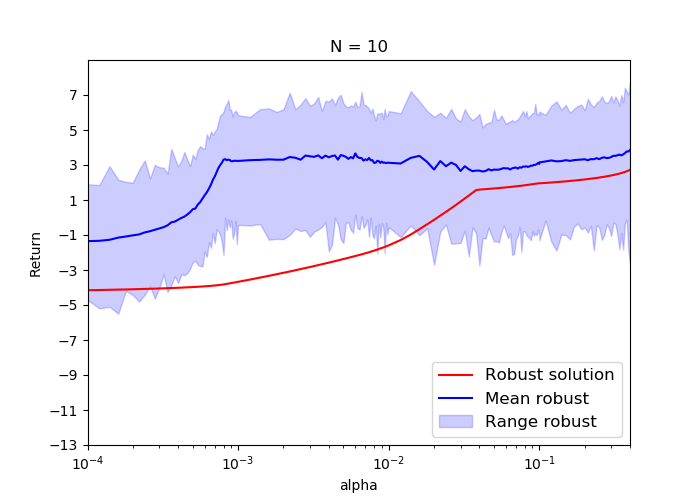 N = 10
Return
7
5
3
1
−1
−3
−5
−7
−9
−11
−13
10⁻⁴
10⁻³
10⁻²
10⁻¹
alpha
Robust solution
Mean robust
Range robust